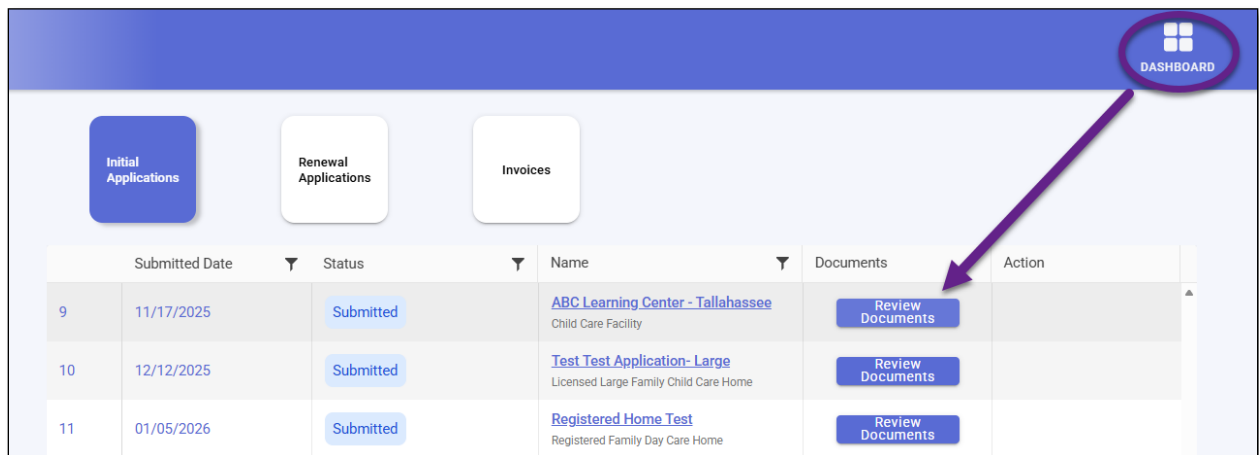 DASHBOARD
Initial
Applications
Renewal
Applications
Invoices
Submitted Date Status Name Documents Action
9 11/17/2025 Submitted ABC Learning Center - Tallahassee Review
Child Care Facility Documents
10 12/12/2025 Submitted Test Test Application- Large Review
Licensed Large Family Child Care Home Documents
11 01/05/2026 Submitted Registered Home Test Review
Registered Family Day Care Home Documents